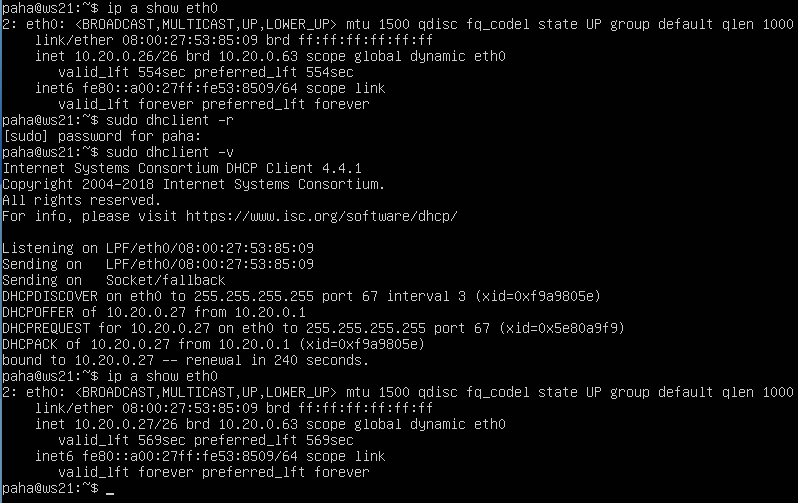 paha@ws21:~$ ip a show eth0
2: eth0: <BROADCAST,MULTICAST,UP,LOWER_UP> mtu 1500 qdisc fq_codel state UP group default qlen 1000
    link/ether 08:00:27:53:85:09 brd ff:ff:ff:ff:ff:ff
    inet 10.20.0.26/26 brd 10.20.0.63 scope global dynamic eth0
       valid_lft 554sec preferred_lft 554sec
    inet6 fe80::a00:27ff:fe53:8509/64 scope link
       valid_lft forever preferred_lft forever
paha@ws21:~$ sudo dhclient -r
[sudo] password for paha:
paha@ws21:~$ sudo dhclient -v
Internet Systems Consortium DHCP Client 4.4.1
Copyright 2004-2018 Internet Systems Consortium.
All rights reserved.
For info, please visit https://www.isc.org/software/dhcp/

Listening on LPF/eth0/08:00:27:53:85:09
Sending on   LPF/eth0/08:00:27:53:85:09
Sending on   Socket/fallback
DHCPDISCOVER on eth0 to 255.255.255.255 port 67 interval 3 (xid=0xf9a9805e)
DHCPOFFER of 10.20.0.27 from 10.20.0.1
DHCPREQUEST for 10.20.0.27 on eth0 to 255.255.255.255 port 67 (xid=0x5e80a9f9)
DHCPACK of 10.20.0.27 from 10.20.0.1 (xid=0xf9a9805e)
bound to 10.20.0.27 -- renewal in 240 seconds.
paha@ws21:~$ ip a show eth0
2: eth0: <BROADCAST,MULTICAST,UP,LOWER_UP> mtu 1500 qdisc fq_codel state UP group default qlen 1000
    link/ether 08:00:27:53:85:09 brd ff:ff:ff:ff:ff:ff
    inet 10.20.0.27/26 brd 10.20.0.63 scope global dynamic eth0
       valid_lft 569sec preferred_lft 569sec
    inet6 fe80::a00:27ff:fe53:8509/64 scope link
       valid_lft forever preferred_lft forever
paha@ws21:~$ _